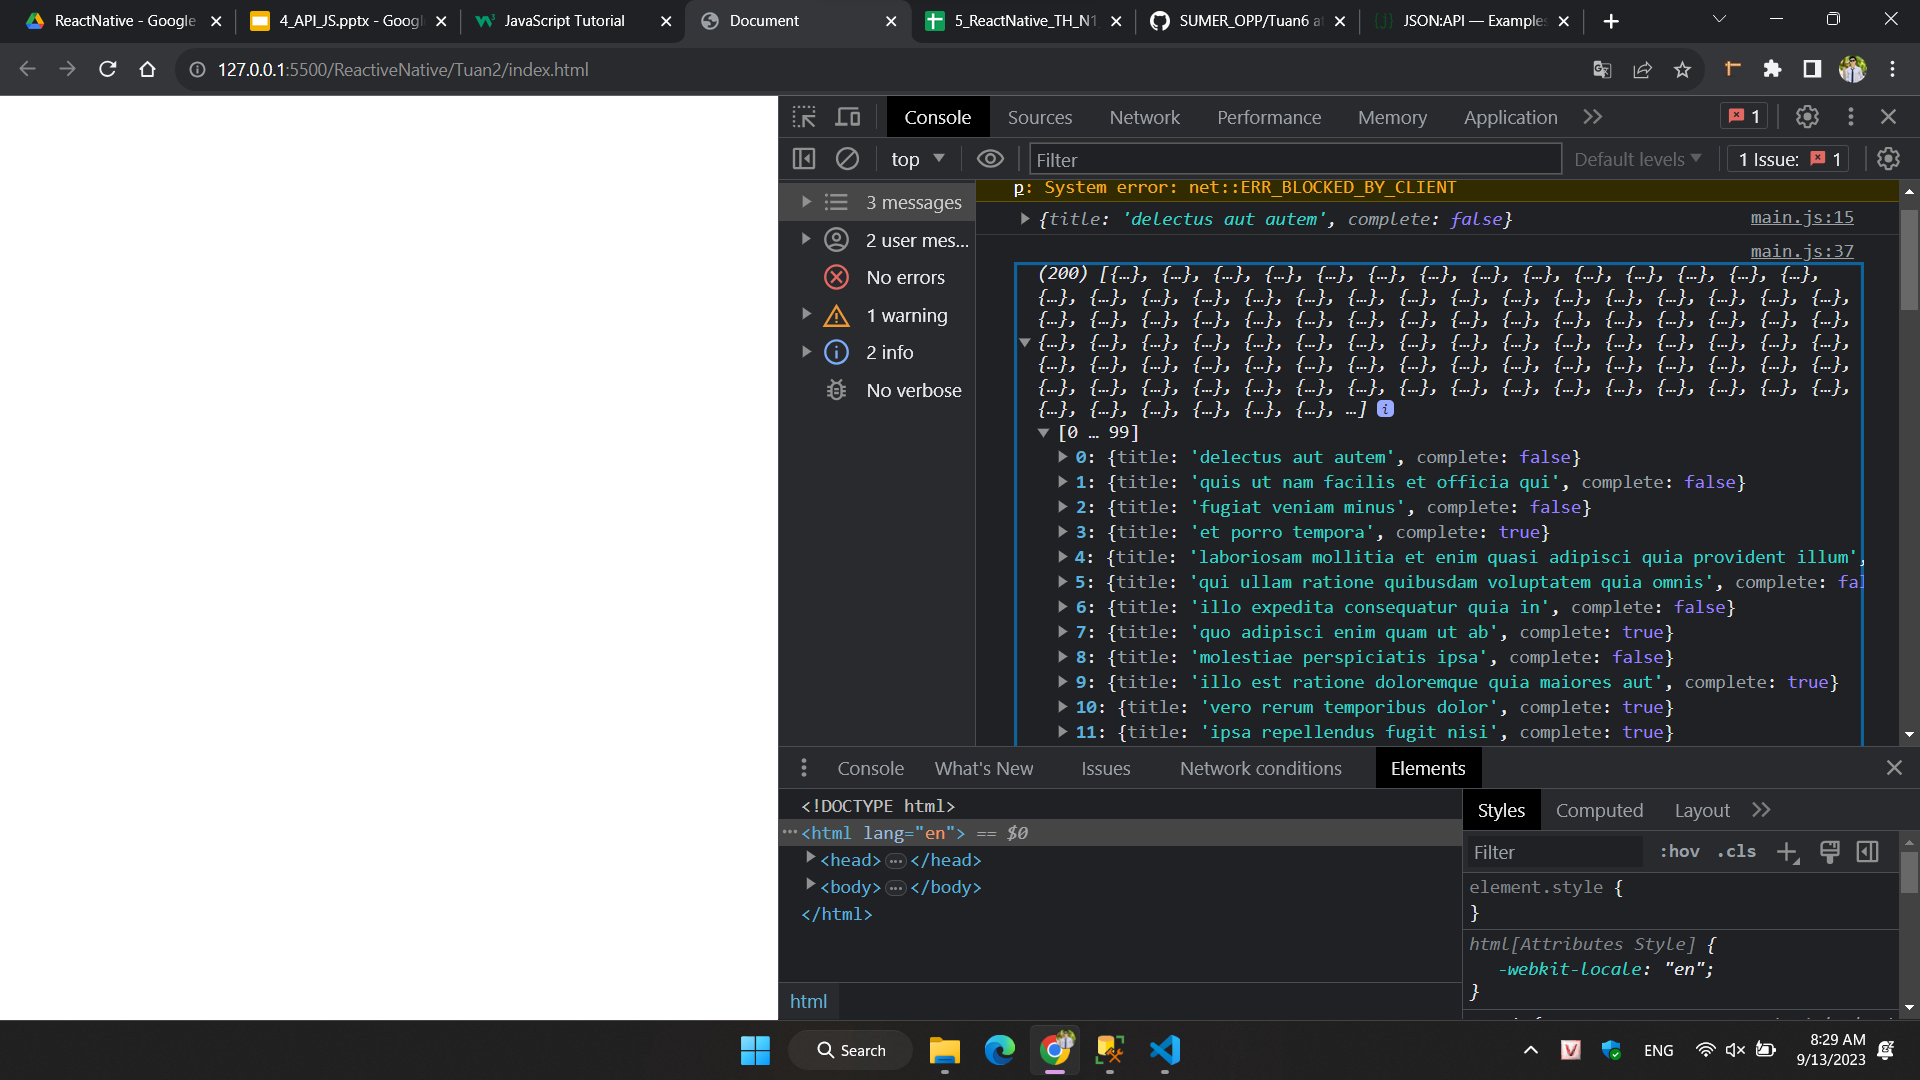 ReactNative - Google
4_API_JS.pptx - Googl
JavaScript Tutorial
Document
5_ReactNative_TH_N1
SUMER_OPP/Tuan6 at
JSON:API — Examples
127.0.0.1:5500/ReactiveNative/Tuan2/index.html
Console
Sources
Network
Performance
Memory
Application
1
top
Filter
Default levels
1 Issue: 1
3 messages
2 user mes...
No errors
1 warning
2 info
No verbose
p: System error: net::ERR_BLOCKED_BY_CLIENT
{title: 'delectus aut autem', complete: false}
main.js:15
main.js:37
(200) [{…}, {…}, {…}, {…}, {…}, {…}, {…}, {…}, {…}, {…}, {…}, {…}, {…}, {…},
{…}, {…}, {…}, {…}, {…}, {…}, {…}, {…}, {…}, {…}, {…}, {…}, {…}, {…}, {…}, {…},
{…}, {…}, {…}, {…}, {…}, {…}, {…}, {…}, {…}, {…}, {…}, {…}, {…}, {…}, {…}, {…},
{…}, {…}, {…}, {…}, {…}, {…}, {…}, {…}, {…}, {…}, {…}, {…}, {…}, {…}, {…}, {…},
{…}, {…}, {…}, {…}, {…}, {…}, {…}, {…}, {…}, {…}, {…}, {…}, {…}, {…}, {…}, {…},
{…}, {…}, {…}, {…}, {…}, {…}, {…}, {…}, {…}, {…}, {…}, {…}, {…}, {…}, {…}, {…},
{…}, {…}, {…}, {…}, {…}, {…}, …] i
[0 … 99]
0: {title: 'delectus aut autem', complete: false}
1: {title: 'quis ut nam facilis et officia qui', complete: false}
2: {title: 'fugiat veniam minus', complete: false}
3: {title: 'et porro tempora', complete: true}
4: {title: 'laboriosam mollitia et enim quasi adipisci quia provident illum',
5: {title: 'qui ullam ratione quibusdam voluptatem quia omnis', complete: fal
6: {title: 'illo expedita consequatur quia in', complete: false}
7: {title: 'quo adipisci enim quam ut ab', complete: true}
8: {title: 'molestiae perspiciatis ipsa', complete: false}
9: {title: 'illo est ratione doloremque quia maiores aut', complete: true}
10: {title: 'vero rerum temporibus dolor', complete: true}
11: {title: 'ipsa repellendus fugit nisi', complete: true}
Console
What's New
Issues
Network conditions
Elements
<!DOCTYPE html>
<html lang="en"> == $0
<head> … </head>
<body> … </body>
</html>
html
Styles
Computed
Layout
Filter
:hov
.cls
element.style {
}
html[Attributes Style] {
-webkit-locale: "en";
}
Search
ENG
8:29 AM
9/13/2023